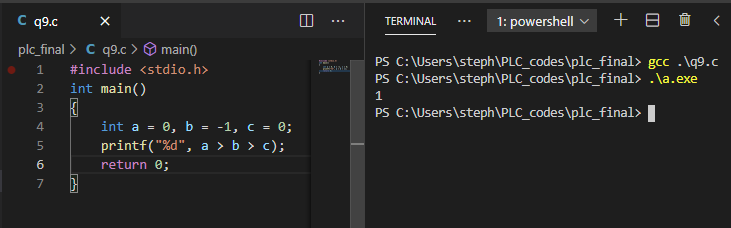 q9.c
plc_final > q9.c > main()
1 #include <stdio.h>
2 int main()
3 {
4 int a = 0, b = -1, c = 0;
5 printf("%d", a > b > c);
6 return 0;
7 }
TERMINAL 1: powershell
PS C:\Users\steph\PLC_codes\plc_final> gcc .\q9.c
PS C:\Users\steph\PLC_codes\plc_final> .\a.exe
1
PS C:\Users\steph\PLC_codes\plc_final>